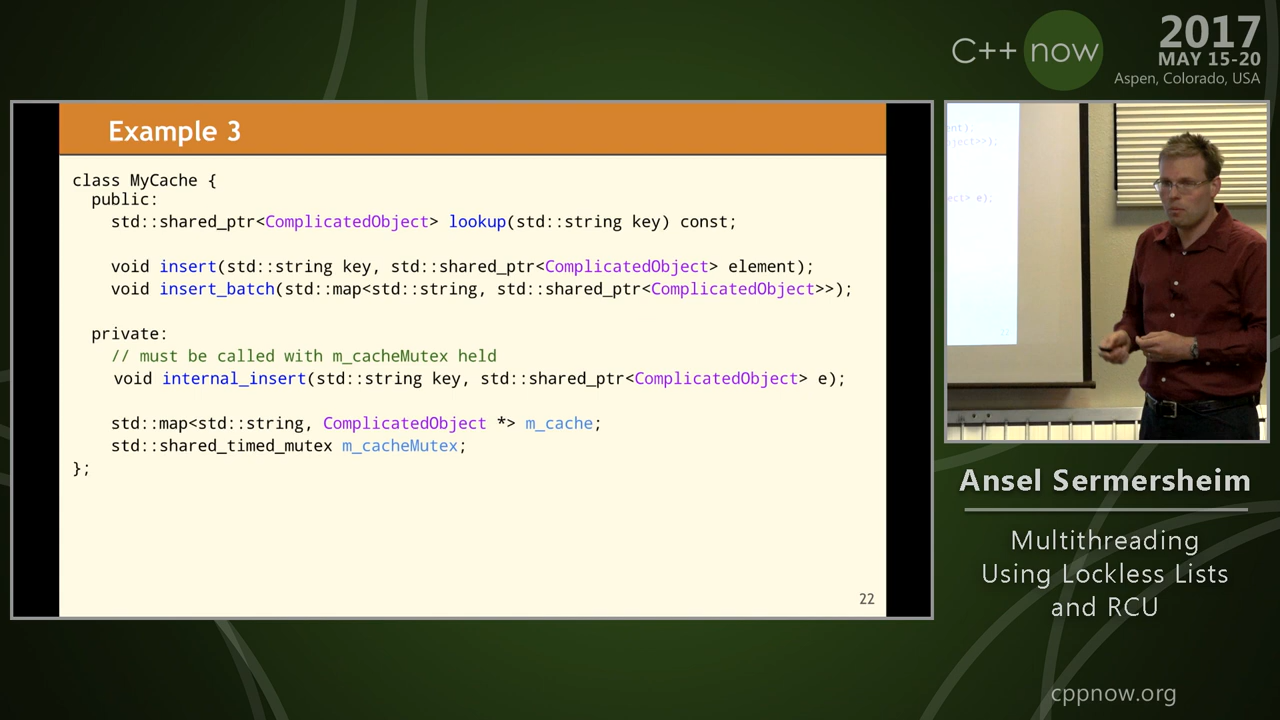 C++ now
2017
MAY 15-20
Aspen, Colorado, USA
Example 3
class MyCache {
public:
std::shared_ptr<ComplicatedObject> lookup(std::string key) const;
void insert(std::string key, std::shared_ptr<ComplicatedObject> element);
void insert_batch(std::map<std::string, std::shared_ptr<ComplicatedObject>>);
private:
// must be called with m_cacheMutex held
void internal_insert(std::string key, std::shared_ptr<ComplicatedObject> e);
std::map<std::string, ComplicatedObject *> m_cache;
std::shared_timed_mutex m_cacheMutex;
};
22
ent);
ject>>);
ect> e);
Ansel Sermersheim
Multithreading
Using Lockless Lists
and RCU
cppnow.org